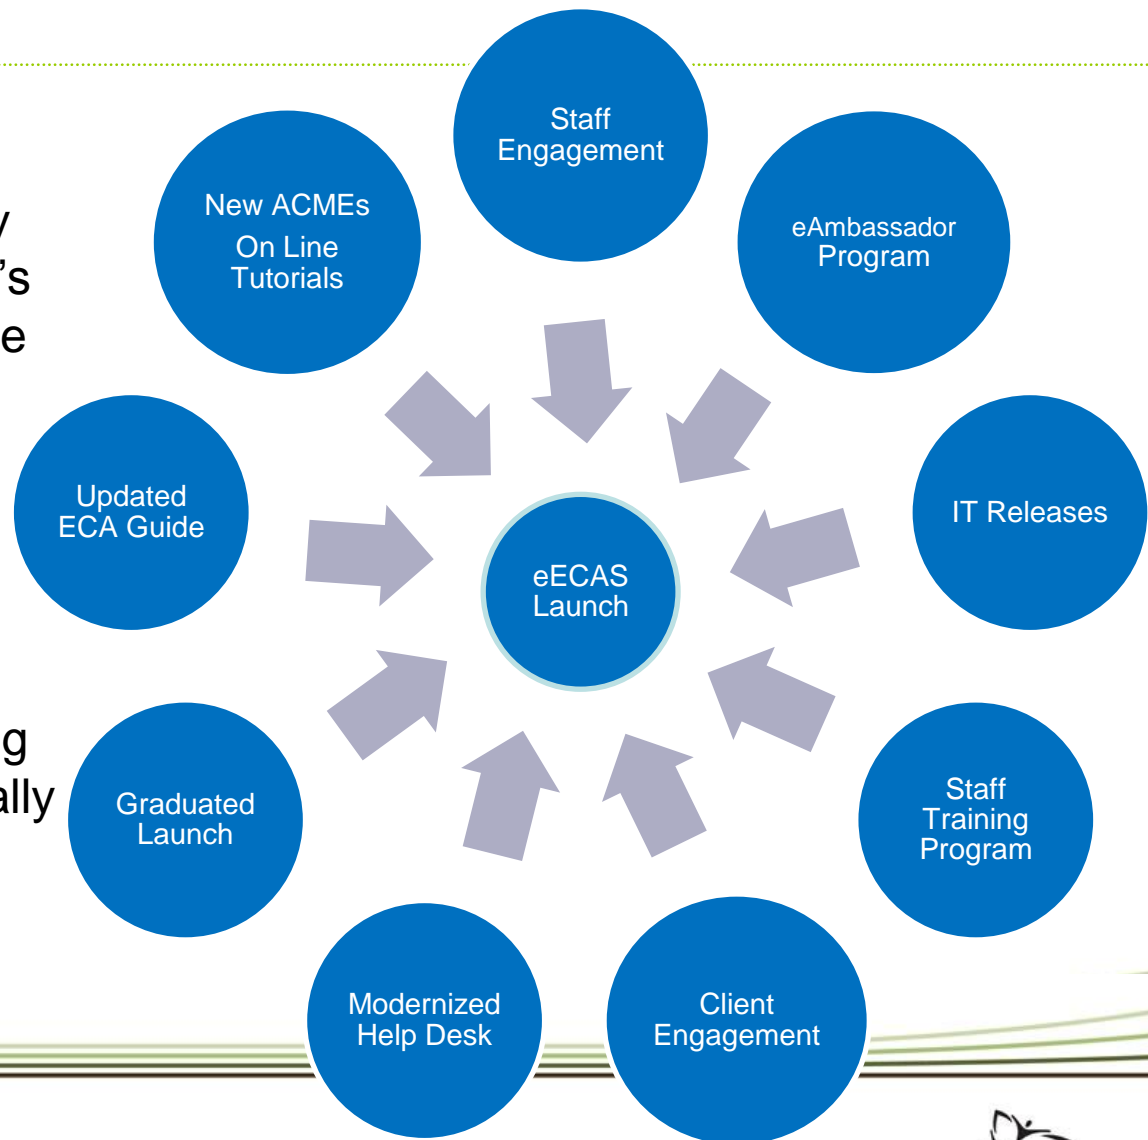 Staff
Engagement
New ACMEs
On Line
Tutorials
eAmbassador
Program
y
's
e
Updated
ECA Guide
IT Releases
eECAS
Launch
g
ally
Graduated
Launch
Staff
Training
Program
Modernized
Help Desk
Client
Engagement